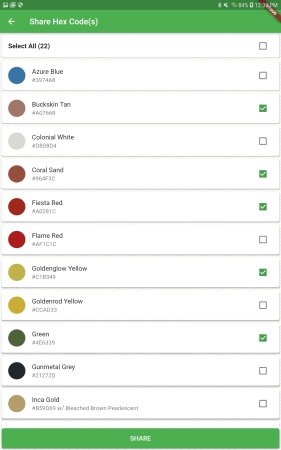 84% 12:39 PM
Share Hex Code(s)
Select All (22)
Azure Blue
#3974A8
Buckskin Tan
#A07668
Colonial White
#D8D8D4
Coral Sand
#964F3C
Fiesta Red
#A0281C
Flame Red
#AF1C1C
Goldenglow Yellow
#C1B349
Goldenrod Yellow
#CCAD33
Green
#4E6339
Gunmetal Grey
#21272D
Inca Gold
#B59D69 w/ Bleached Brown Pearlescent
SHARE